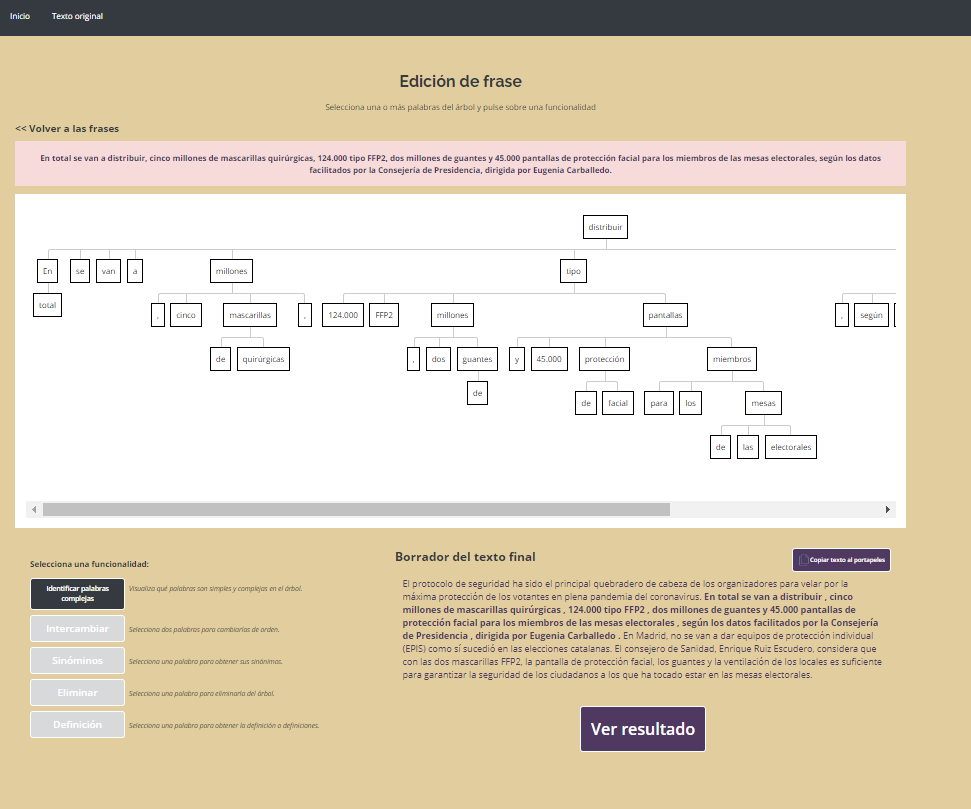 Inicio Texto original
Edición de frase
Selecciona una o más palabras del árbol y pulse sobre una funcionalidad
<< Volver a las frases
En total se van a distribuir, cinco millones de mascarillas quirúrgicas, 124.000 tipo FFP2, dos millones de guantes y 45.000 pantallas de protección facial para los miembros de las mesas electorales, según los datos
facilitados por la Consejería de Presidencia, dirigida por Eugenia Carballedo.
distribuir
En se van a millones tipo
total
, cinco mascarillas , 124.000 FFP2 millones pantallas , según
de quirúrgicas , dos guantes y 45.000 protección miembros
de de facial para los mesas
de las electorales
Selecciona una funcionalidad:
Identificar palabras
complejas
Visualiza qué palabras son simples y complejas en el árbol.
Intercambiar Selecciona dos palabras para cambiarlas de orden.
Sinóminos Selecciona una palabra para obtener sus sinónimos.
Eliminar Selecciona una palabra para eliminarla del árbol.
Definición Selecciona una palabra para obtener la definición o definiciones.
Borrador del texto final
Copiar texto al portapeles
El protocolo de seguridad ha sido el principal quebradero de cabeza de los organizadores para velar por la
máxima protección de los votantes en plena pandemia del coronavirus. En total se van a distribuir , cinco
millones de mascarillas quirúrgicas , 124.000 tipo FFP2 , dos millones de guantes y 45.000 pantallas de
protección facial para los miembros de las mesas electorales , según los datos facilitados por la Consejería
de Presidencia , dirigida por Eugenia Carballedo . En Madrid, no se van a dar equipos de protección individual
(EPIS) como sí sucedió en las elecciones catalanas. El consejero de Sanidad, Enrique Ruiz Escudero, considera que
con las dos mascarillas FFP2, la pantalla de protección facial, los guantes y la ventilación de los locales es suficiente
para garantizar la seguridad de los ciudadanos a los que ha tocado estar en las mesas electorales.
Ver resultado